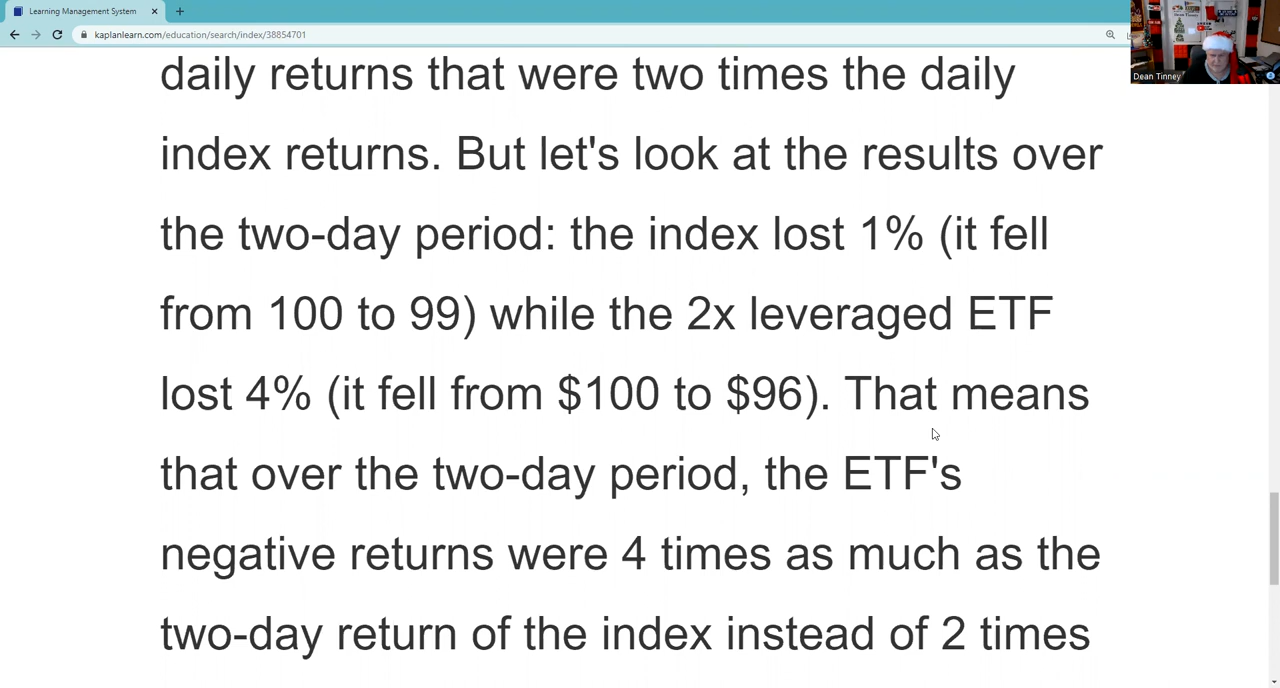 Learning Management System
kaplanlearn.com/education/search/index/38854701
Dean Tinney
daily returns that were two times the daily
index returns. But let's look at the results over
the two-day period: the index lost 1% (it fell
from 100 to 99) while the 2x leveraged ETF
lost 4% (it fell from $100 to $96). That means
that over the two-day period, the ETF's
negative returns were 4 times as much as the
two-day return of the index instead of 2 times